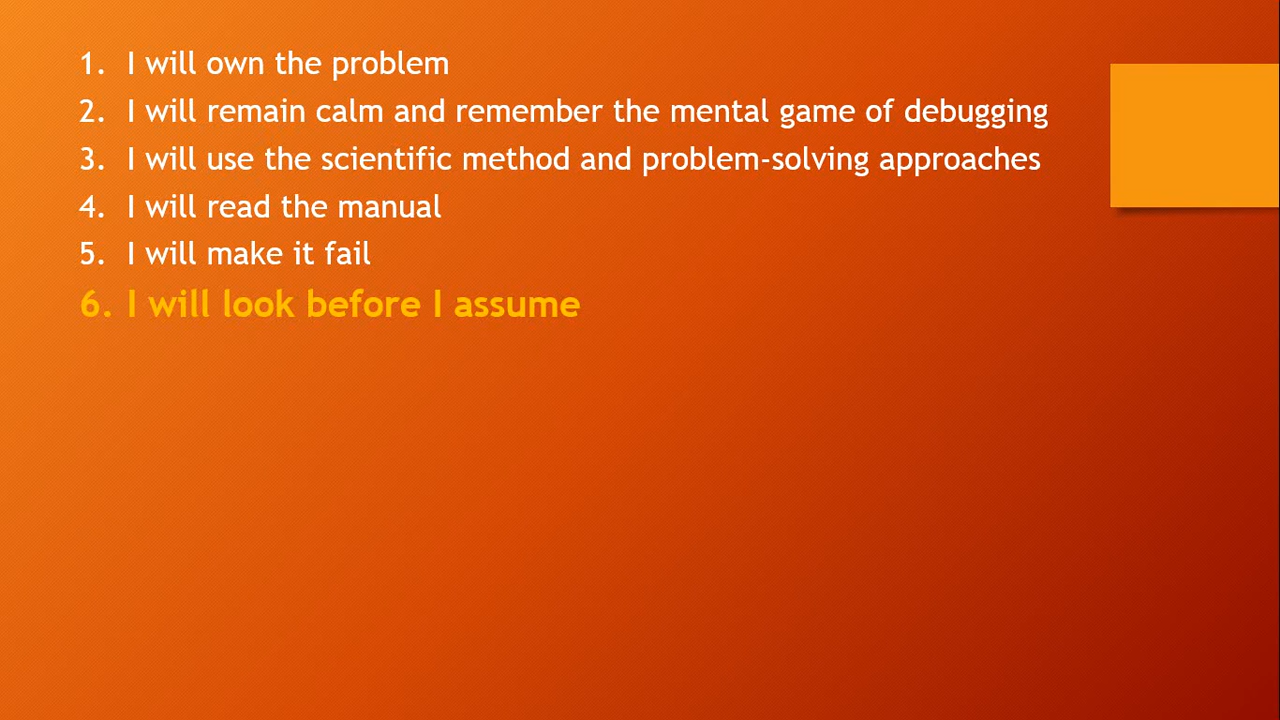 1. I will own the problem
2. I will remain calm and remember the mental game of debugging
3. I will use the scientific method and problem-solving approaches
4. I will read the manual
5. I will make it fail
6. I will look before I assume